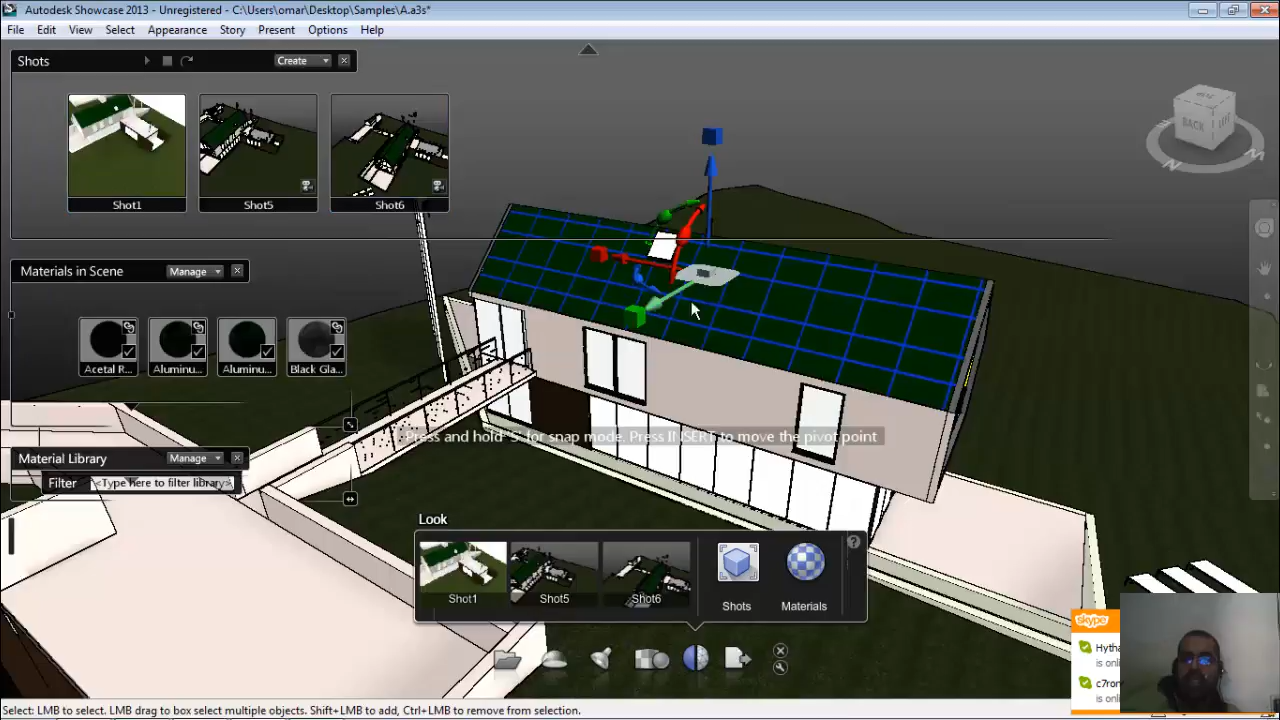 Autodesk Showcase 2013 - Unregistered - C:\Users\omar\Desktop\Samples\A.a3s*
File Edit View Select Appearance Story Present Options Help
Shots
Create
Shot1
Shot5
Shot6
BACK
Materials in Scene
Manage
Acetal R...
Aluminu...
Aluminu...
Black Gla...
Press and hold 'S' for snap mode. Press INSERT to move the pivot point
Material Library
Manage
Filter
<Type here to filter library>
Look
Shot1
Shot5
Shot6
Shots
Materials
skype
Hytha
is onli
c7ron
is onl
Select: LMB to select. LMB drag to box select multiple objects. Shift+LMB to add, Ctrl+LMB to remove from selection.